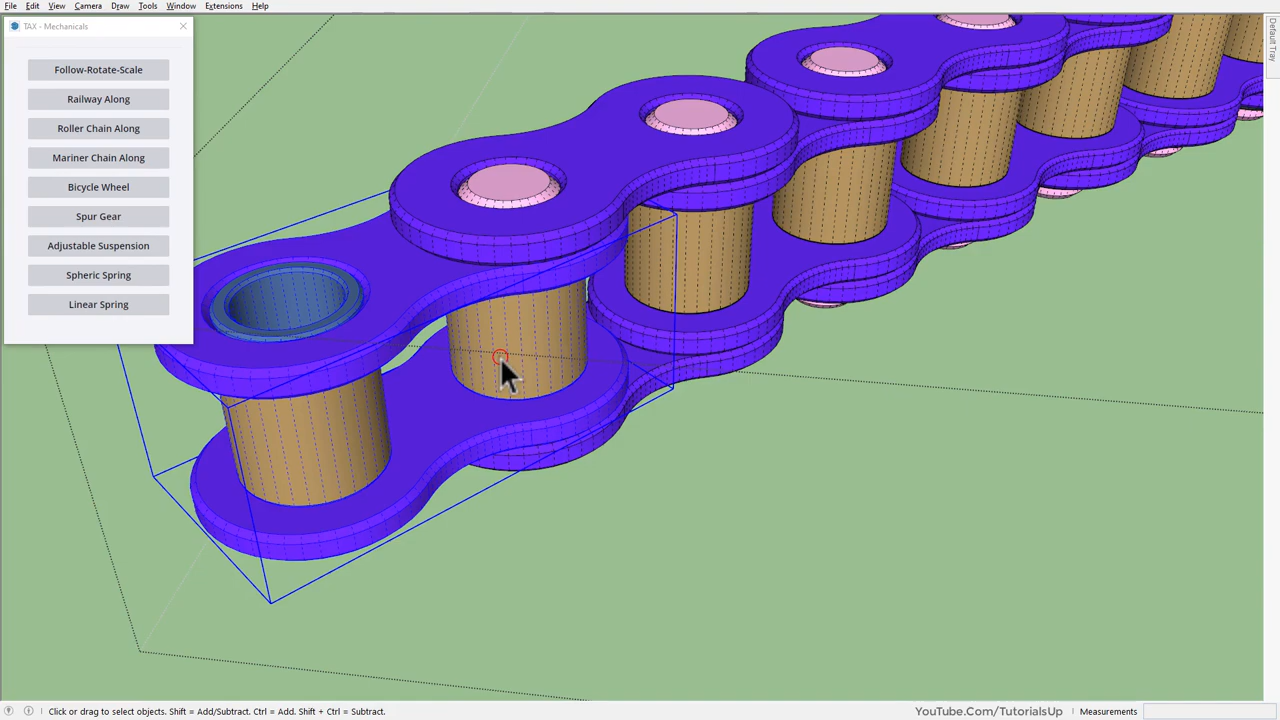 File Edit View Camera Draw Tools Window Extensions Help
TAX - Mechanicals
Follow-Rotate-Scale
Railway Along
Roller Chain Along
Mariner Chain Along
Bicycle Wheel
Spur Gear
Adjustable Suspension
Spheric Spring
Linear Spring
Default Tray
Click or drag to select objects. Shift = Add/Subtract. Ctrl = Add. Shift + Ctrl = Subtract.
YouTube.Com/TutorialsUp
Measurements